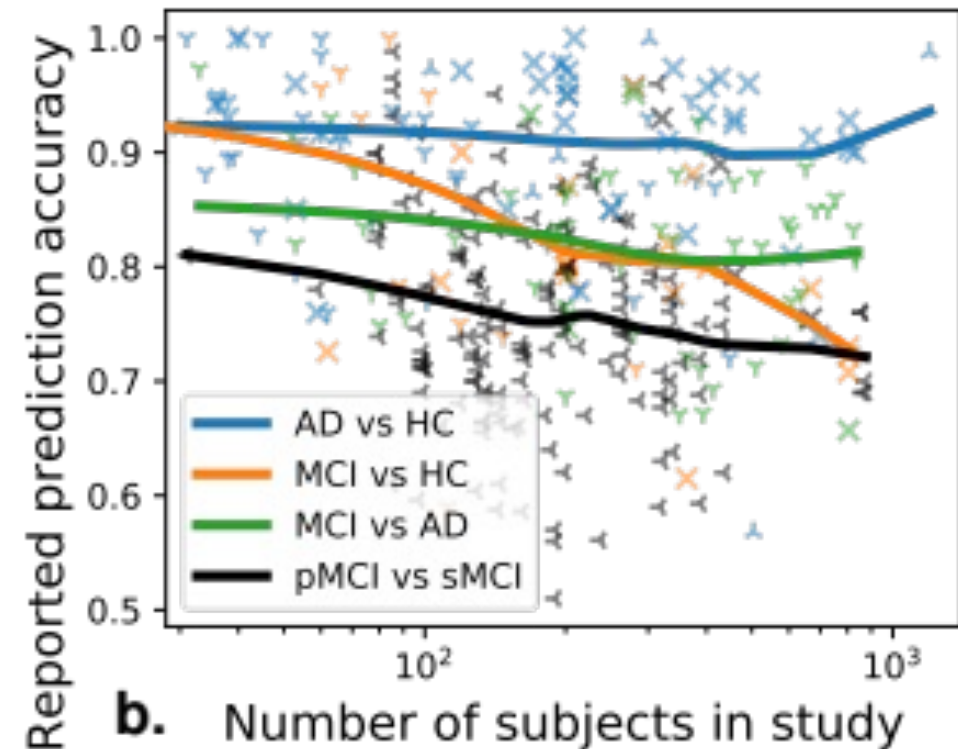 Reported prediction accuracy
1.0
0.9
0.8
0.7
0.6
0.5
AD vs HC
MCI vs HC
MCI vs AD
pMCI vs sMCI
10² 10³
b. Number of subjects in study